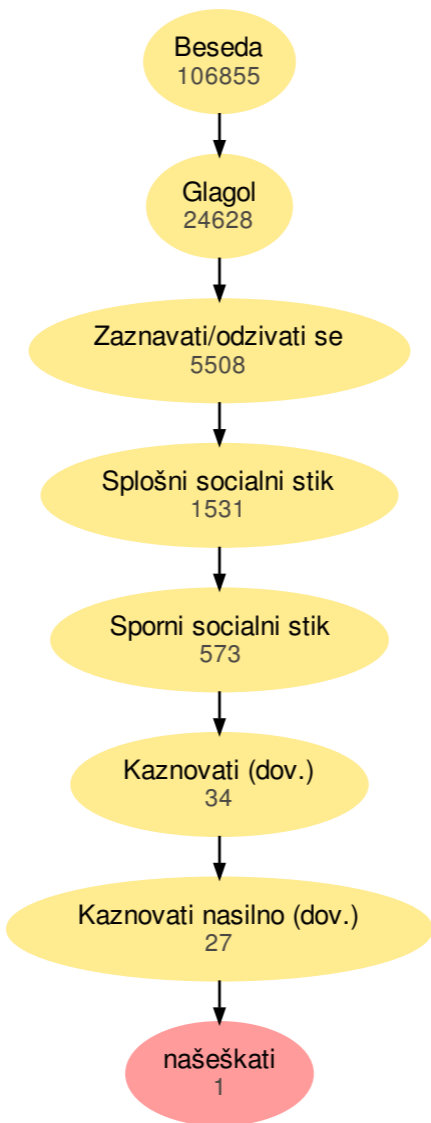 Beseda
106855
Glagol
24628
Zaznavati/odzivati se
5508
Splošni socialni stik
1531
Sporni socialni stik
573
Kaznovati (dov.)
34
Kaznovati nasilno (dov.)
27
našeškati
1